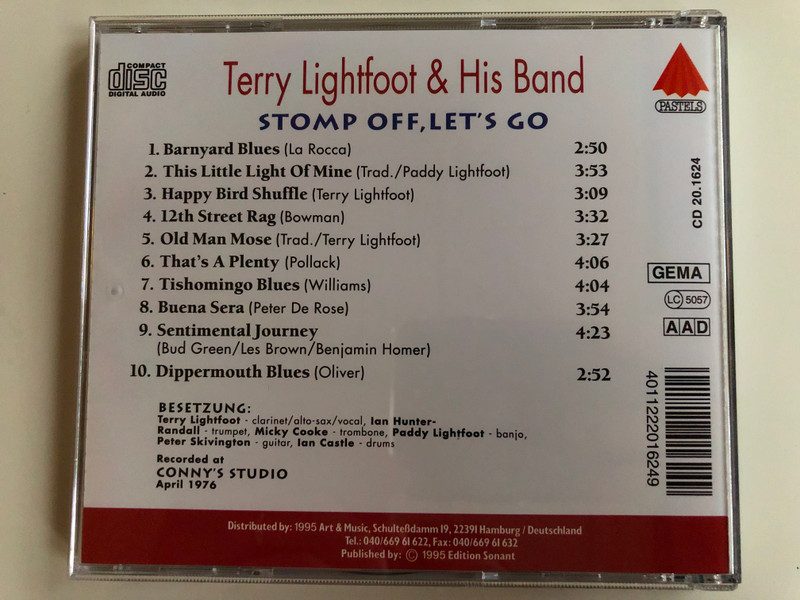 COMPACT
disc
DIGITAL AUDIO
Terry Lightfoot & His Band
STOMP OFF, LET'S GO
PASTELS
1. Barnyard Blues (La Rocca) 2:50
2. This Little Light Of Mine (Trad./Paddy Lightfoot) 3:53
3. Happy Bird Shuffle (Terry Lightfoot) 3:09
4. 12th Street Rag (Bowman) 3:32
5. Old Man Mose (Trad./Terry Lightfoot) 3:27
6. That's A Plenty (Pollack) 4:06
7. Tishomingo Blues (Williams) 4:04
8. Buena Sera (Peter De Rose) 3:54
9. Sentimental Journey 4:23
(Bud Green/Les Brown/Benjamin Homer)
10. Dippermouth Blues (Oliver) 2:52
CD 20.1624
GEMA
LC 5057
AAD
4011222016249
BESETZUNG:
Terry Lightfoot - clarinet/alto-sax/vocal, Ian Hunter-
Randall - trumpet, Micky Cooke - trombone, Paddy Lightfoot - banjo,
Peter Skivington - guitar, Ian Castle - drums
Recorded at
CONNY'S STUDIO
April 1976
Distributed by: 1995 Art & Music, Schulteßdamm 19, 22391 Hamburg / Deutschland
Tel.: 040/669 61 622, Fax: 040/669 61 632
Published by: © 1995 Edition Sonant